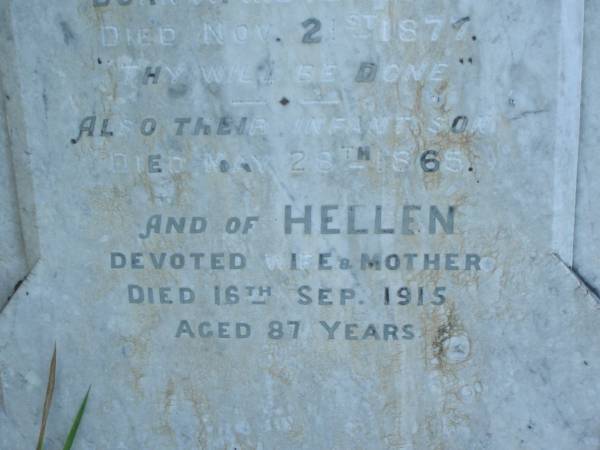 BORN
DIED NOV. 21ST 1877.
"THY WILL BE DONE"
ALSO THEIR INFANT SON
DIED MAY 28TH 1865.
AND OF HELLEN
DEVOTED WIFE & MOTHER
DIED 16TH SEP. 1915
AGED 87 YEARS